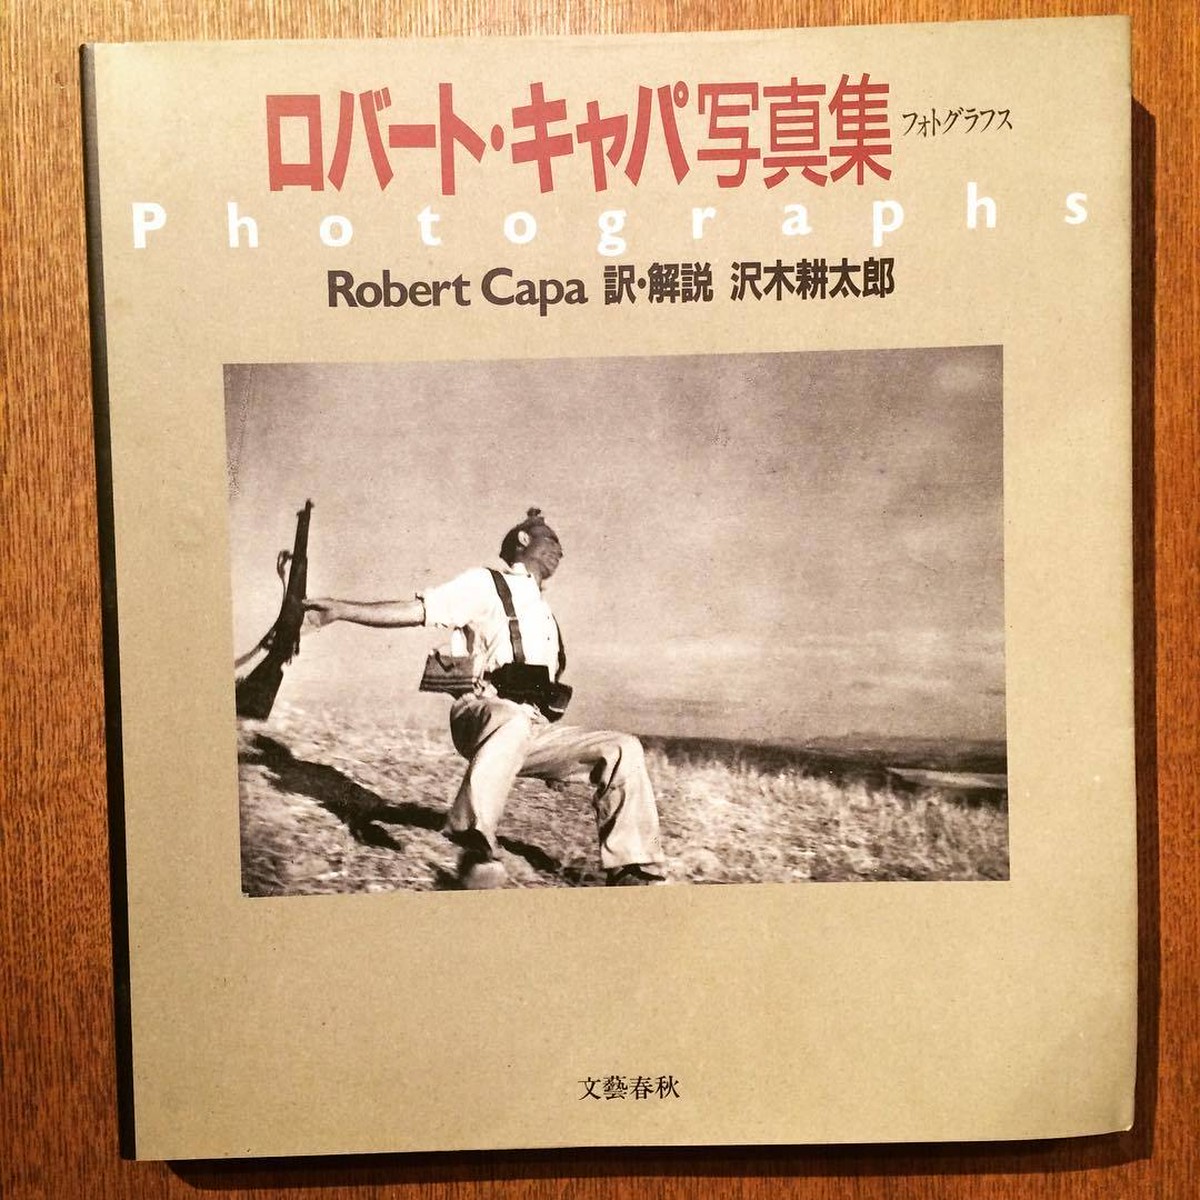 ロバート・キャパ写真集 フォトグラフス
Photographs
Robert Capa 訳・解説 沢木耕太郎
文藝春秋